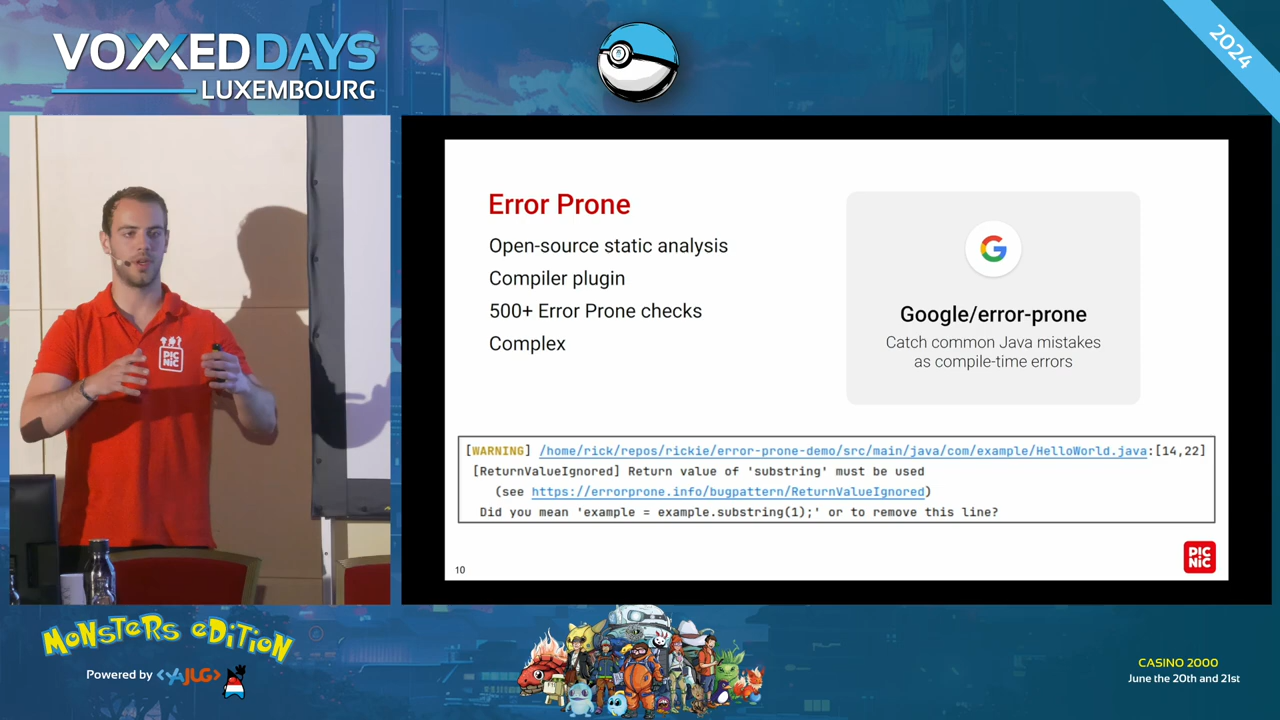 VOXXEDDAYS
LUXEMBOURG
2024
PIC
NIC
Error Prone
Open-source static analysis
Compiler plugin
500+ Error Prone checks
Complex
G
Google/error-prone
Catch common Java mistakes
as compile-time errors
[WARNING] /home/rick/repos/rickie/error-prone-demo/src/main/java/com/example/HelloWorld.java:[14,22]
[ReturnValueIgnored] Return value of 'substring' must be used
(see https://errorprone.info/bugpattern/ReturnValueIgnored)
Did you mean 'example = example.substring(1);' or to remove this line?
10
PIC
NIC
MONSTERS EDITION
Powered by <YAJUG>
CASINO 2000
June the 20th and 21st